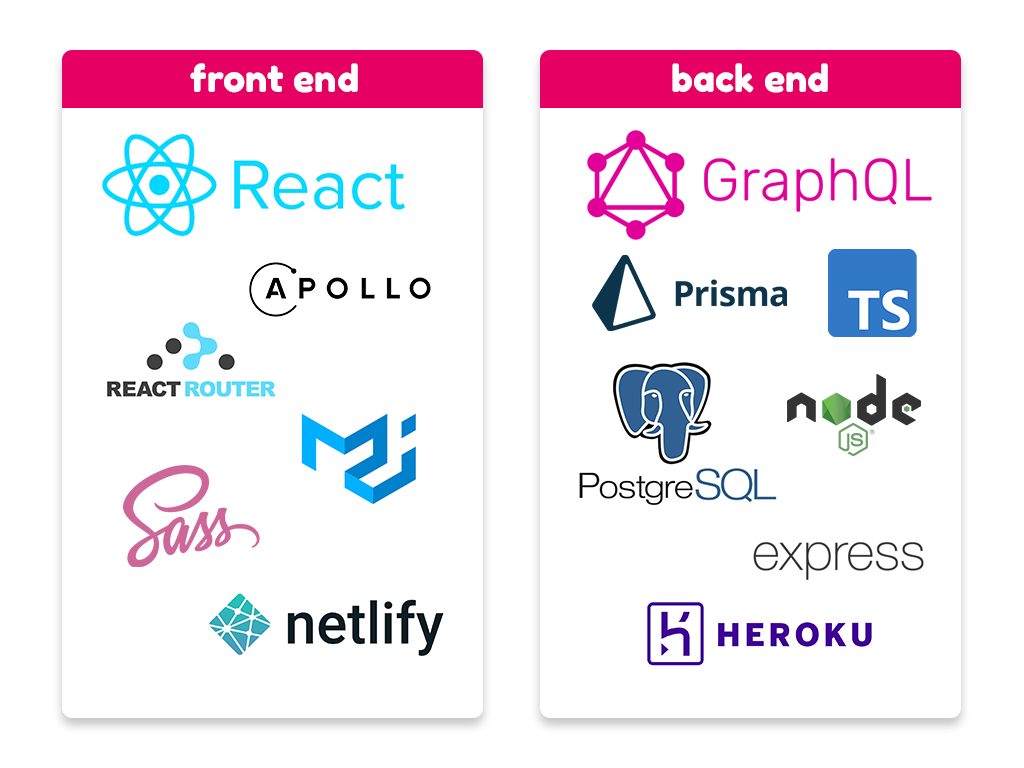 front end
React
APOLLO
REACT ROUTER
Sass
netlify
back end
GraphQL
Prisma
TS
PostgreSQL
node
JS®
express
HEROKU